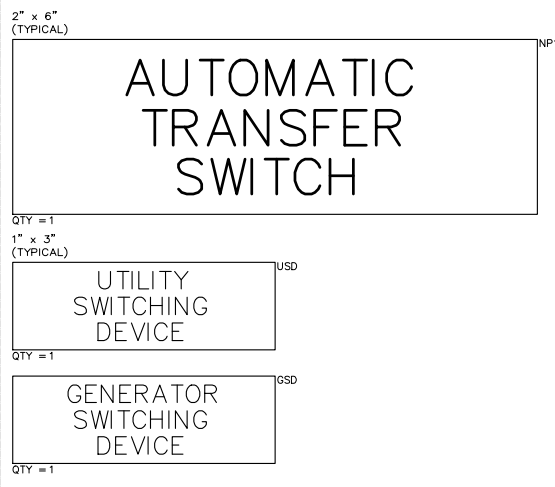 2" x 6"
(TYPICAL)
NP1
AUTOMATIC
TRANSFER
SWITCH
QTY =1
1" x 3"
(TYPICAL)
USD
UTILITY
SWITCHING
DEVICE
QTY =1
GSD
GENERATOR
SWITCHING
DEVICE
QTY =1